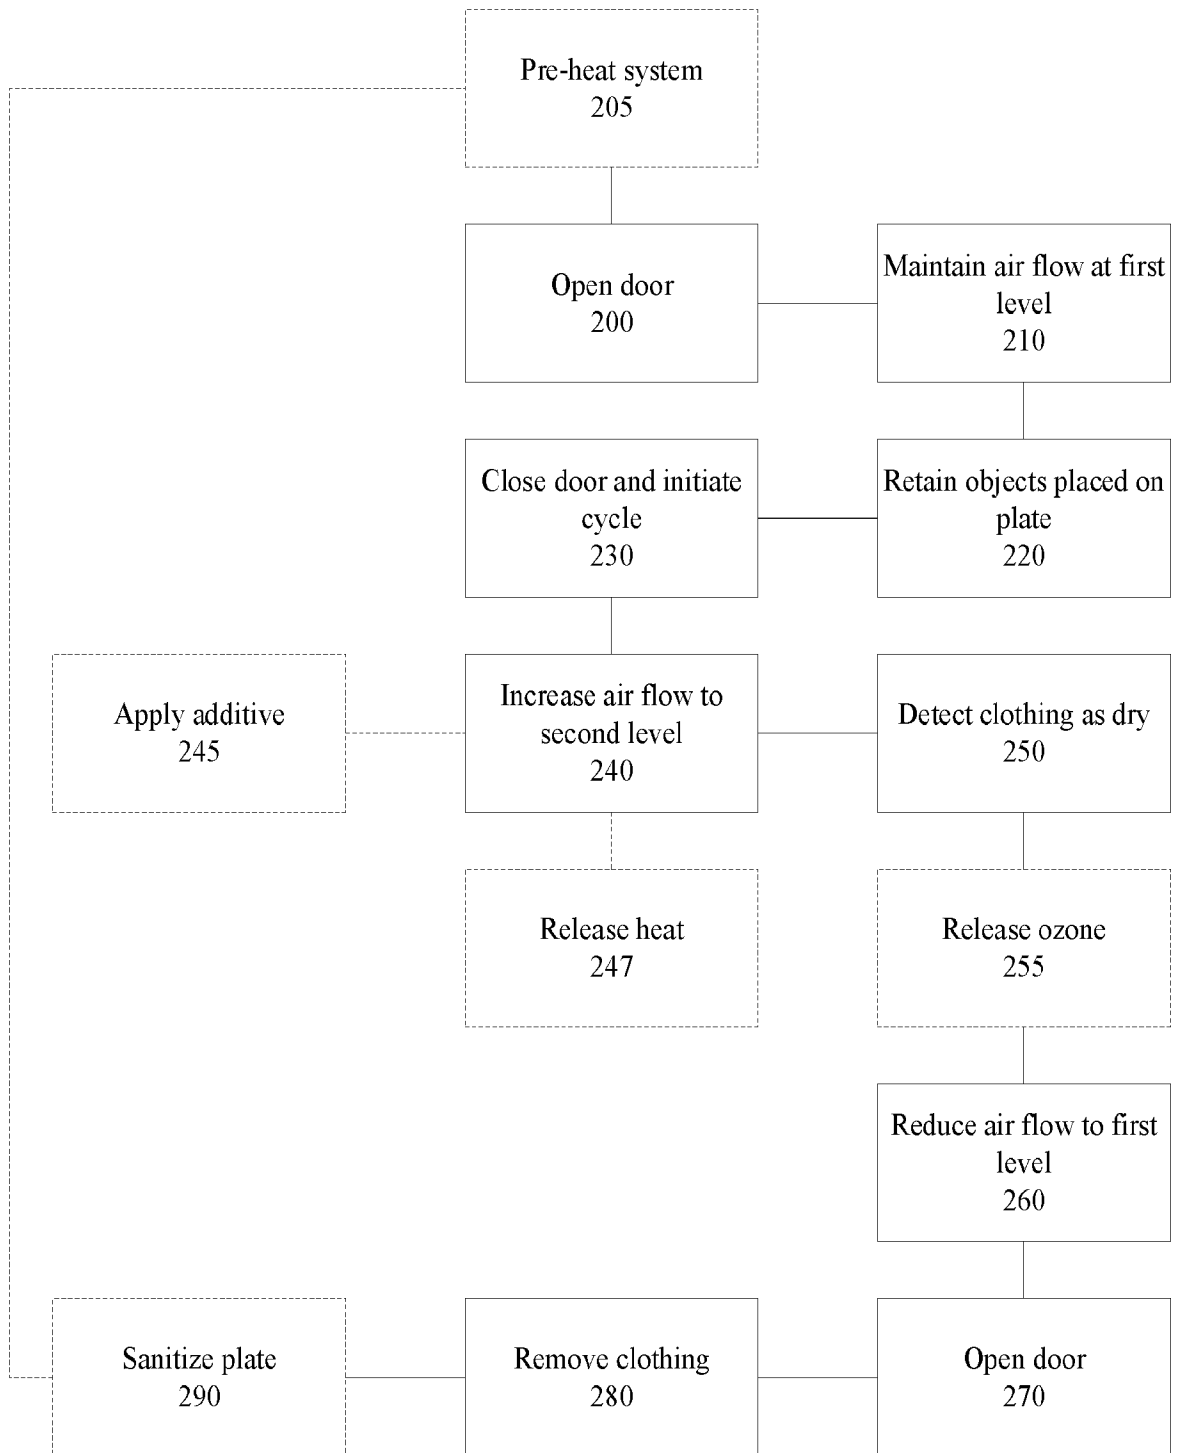 Pre-heat system
205
Open door
200
Maintain air flow at first
level
210
Close door and initiate
cycle
230
Retain objects placed on
plate
220
Apply additive
245
Increase air flow to
second level
240
Detect clothing as dry
250
Release heat
247
Release ozone
255
Reduce air flow to first
level
260
Sanitize plate
290
Remove clothing
280
Open door
270